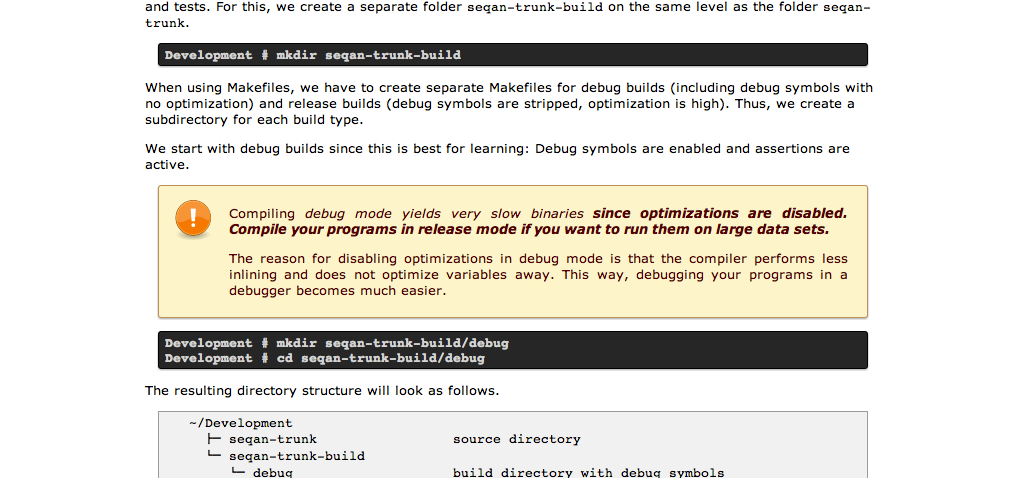 and tests. For this, we create a separate folder seqan-trunk-build on the same level as the folder seqan-
trunk.
Development # mkdir seqan-trunk-build
When using Makefiles, we have to create separate Makefiles for debug builds (including debug symbols with
no optimization) and release builds (debug symbols are stripped, optimization is high). Thus, we create a
subdirectory for each build type.
We start with debug builds since this is best for learning: Debug symbols are enabled and assertions are
active.
!
Compiling debug mode yields very slow binaries since optimizations are disabled.
Compile your programs in release mode if you want to run them on large data sets.
The reason for disabling optimizations in debug mode is that the compiler performs less
inlining and does not optimize variables away. This way, debugging your programs in a
debugger becomes much easier.
Development # mkdir seqan-trunk-build/debug
Development # cd seqan-trunk-build/debug
The resulting directory structure will look as follows.
~/Development
├─ seqan-trunk source directory
└─ seqan-trunk-build
└─ debug build directory with debug symbols